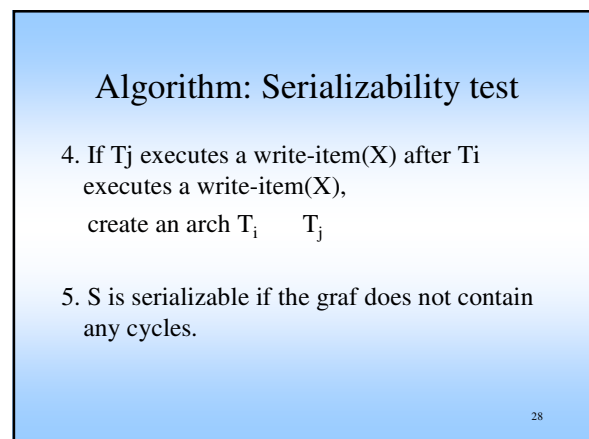 Algorithm: Serializability test
4. If Tj executes a write-item(X) after Ti
executes a write-item(X),
create an arch Ti Tj
5. S is serializable if the graf does not contain
any cycles.
28